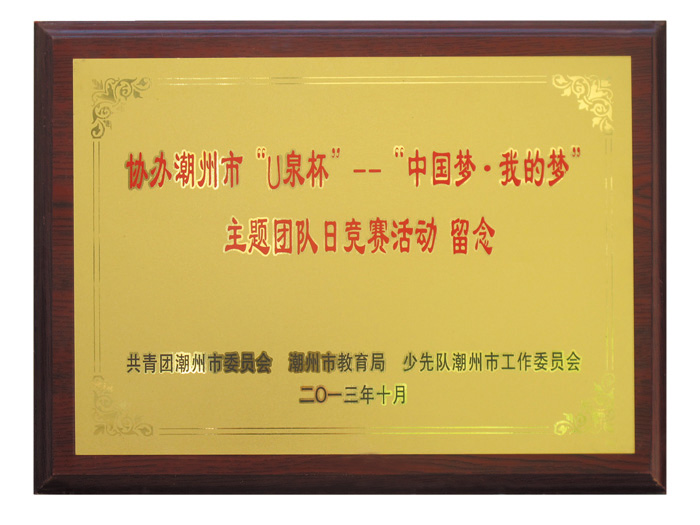 协办潮州市“U泉杯”--“中国梦·我的梦”
主题团队日竞赛活动 留念
共青团潮州市委员会 潮州市教育局 少先队潮州市工作委员会
二〇一三年十月